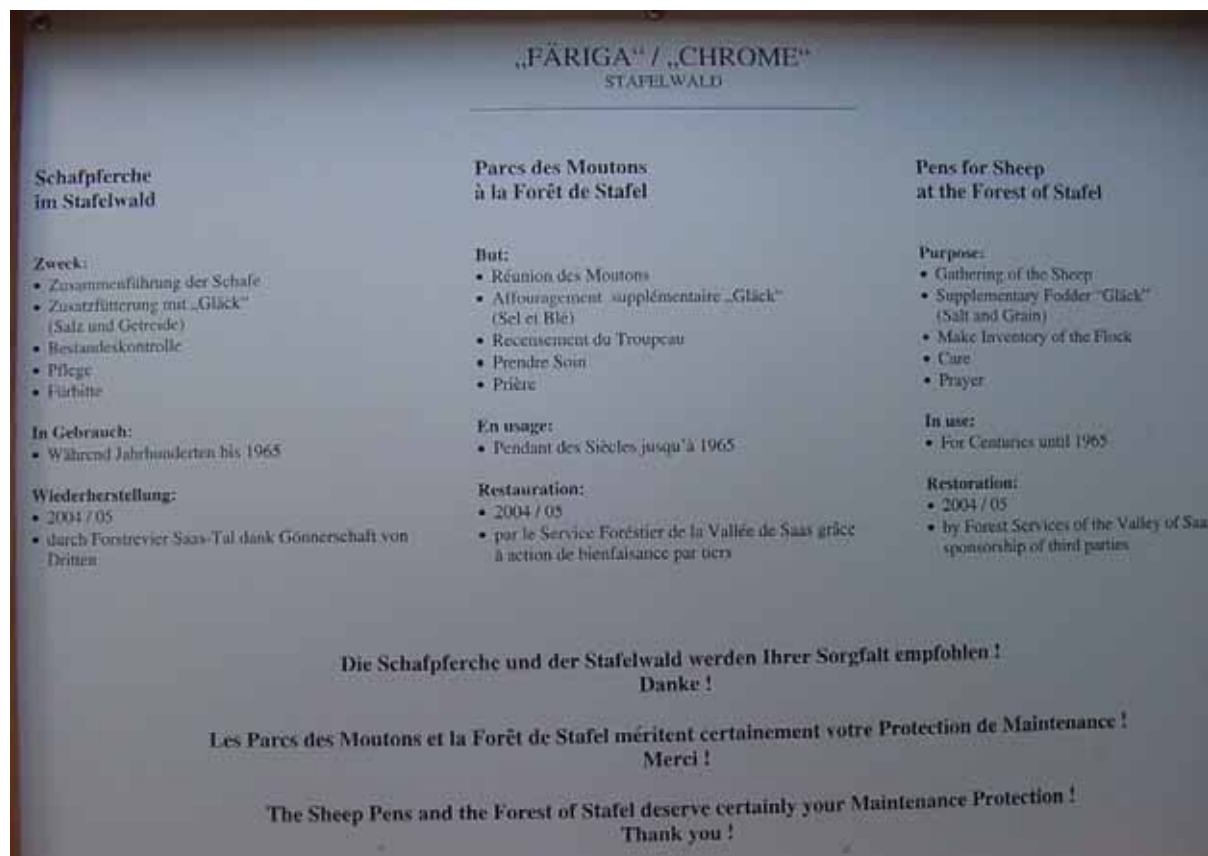 „FÄRIGA“ / „CHROME“
STAFELWALD
Schafpferche
im Stafelwald
Zweck:
• Zusammenführung der Schafe
• Zusatzfütterung mit „Gläck“
(Salz und Getreide)
• Bestandeskontrolle
• Pflege
• Fürbitte
In Gebrauch:
• Während Jahrhunderten bis 1965
Wiederherstellung:
• 2004 / 05
• durch Forstrevier Saas-Tal dank Gönnerschaft von
Dritten
Parcs des Moutons
à la Forêt de Stafel
But:
• Réunion des Moutons
• Affouragement supplémentaire „Gläck“
(Sel et Blé)
• Recensement du Troupeau
• Prendre Soin
• Prière
En usage:
• Pendant des Siècles jusqu'à 1965
Restauration:
• 2004 / 05
• par le Service Foréstier de la Vallée de Saas grâce
à action de bienfaisance par tiers
Pens for Sheep
at the Forest of Stafel
Purpose:
• Gathering of the Sheep
• Supplementary Fodder “Gläck”
(Salt and Grain)
• Make Inventory of the Flock
• Care
• Prayer
In use:
• For Centuries until 1965
Restoration:
• 2004 / 05
• by Forest Services of the Valley of Saa
sponsorship of third parties
Die Schafpferche und der Stafelwald werden Ihrer Sorgfalt empfohlen !
Danke !
Les Parcs des Moutons et la Forêt de Stafel méritent certainement votre Protection de Maintenance !
Merci !
The Sheep Pens and the Forest of Stafel deserve certainly your Maintenance Protection !
Thank you !